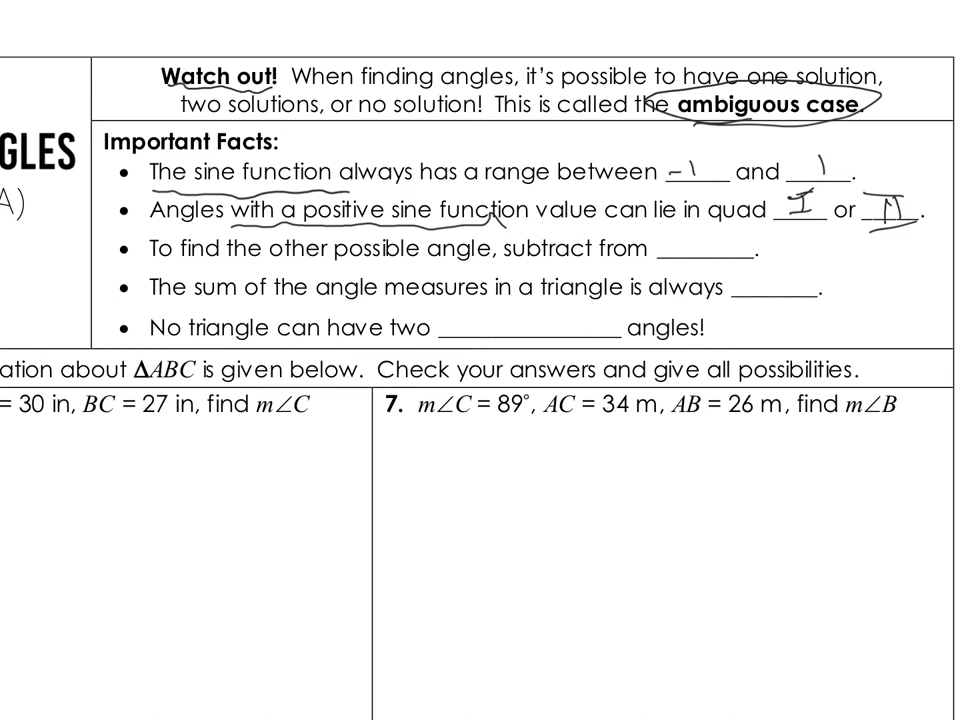 Watch out! When finding angles, it's possible to have one solution,
two solutions, or no solution! This is called the ambiguous case.
GLES
A)
Important Facts:
• The sine function always has a range between -1 and 1.
• Angles with a positive sine function value can lie in quad I or II.
• To find the other possible angle, subtract from ________.
• The sum of the angle measures in a triangle is always _______.
• No triangle can have two _______________ angles!
ation about ΔABC is given below. Check your answers and give all possibilities.
= 30 in, BC = 27 in, find m∠C
7. m∠C = 89°, AC = 34 m, AB = 26 m, find m∠B